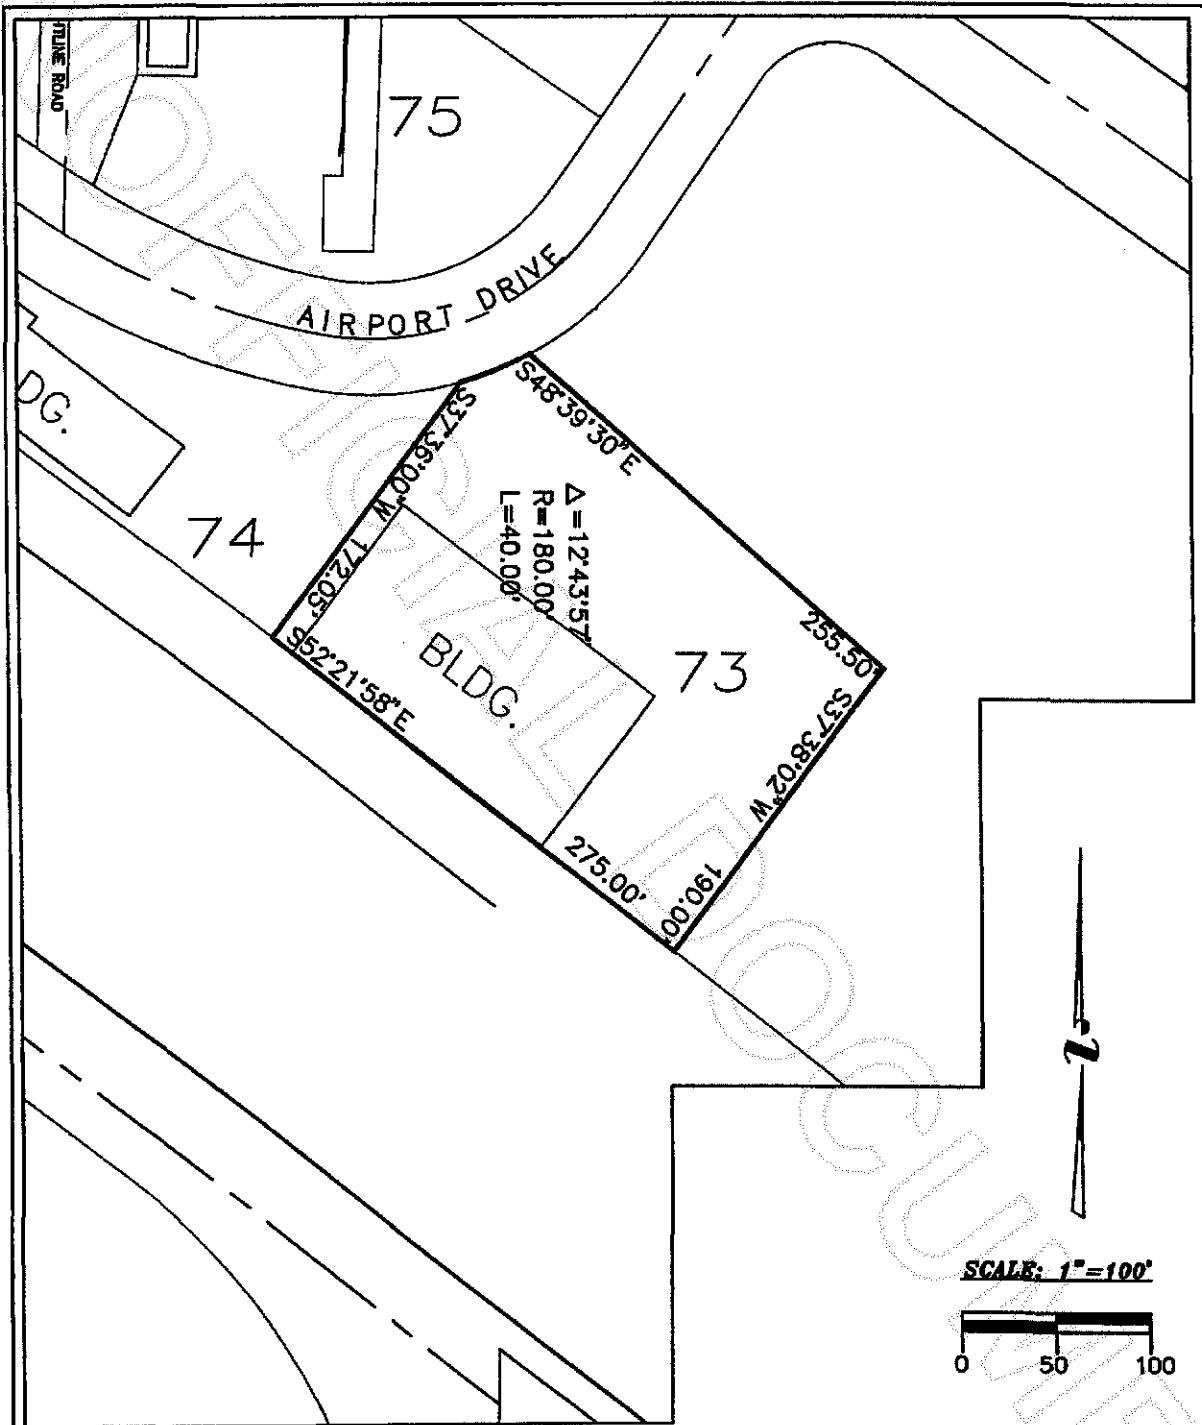 75
AIRPORT DRIVE
DG.
S48°39'30"E
255.50'
S37°36'00"W 172.05'
Δ=12°43'57"
R=180.00'
L=40.00'
74
BLDG.
73
S52°21'58"E
275.00'
S37°38'02"W
190.00'
SCALE: 1"=100'
0 50 100
ROAD
UNOFFICIAL DOCUME